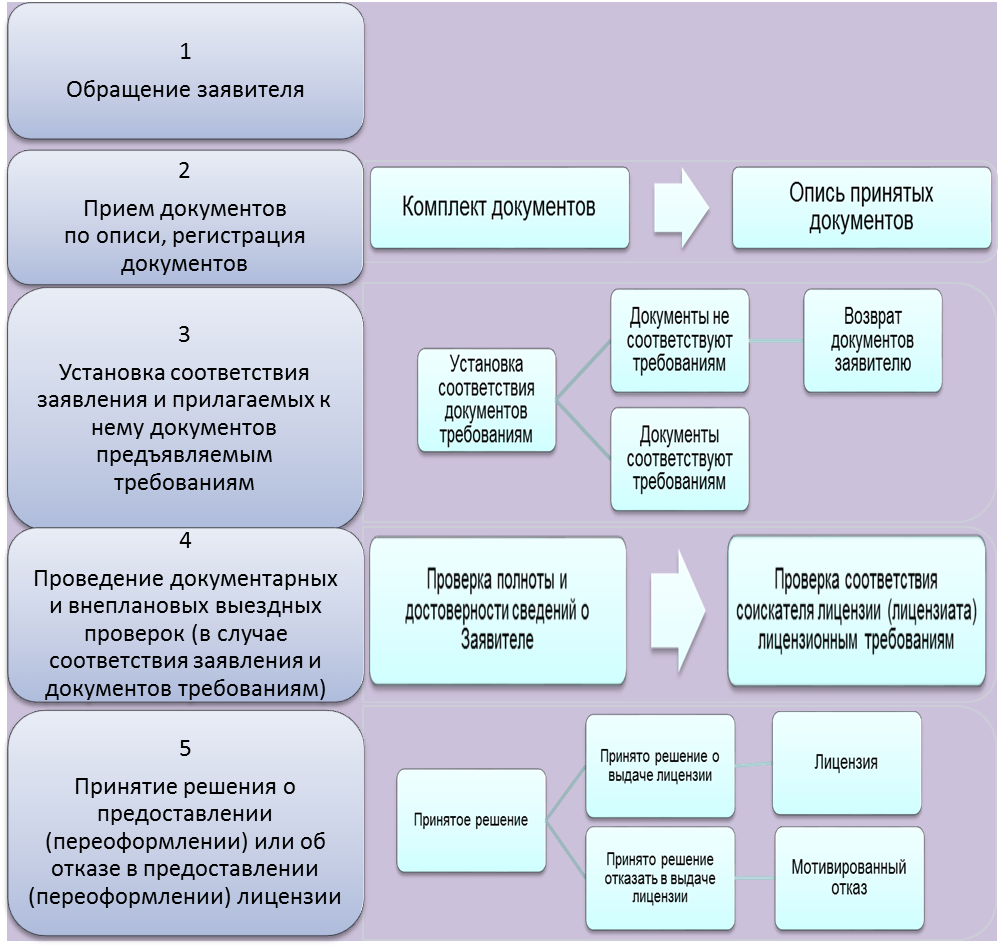 1
Обращение заявителя
2
Прием документов
по описи, регистрация
документов
Комплект документов
Опись принятых
документов
3
Установка соответствия
заявления и прилагаемых к
нему документов
предъявляемым
требованиям
Установка
соответствия
документов
требованиям
Документы не
соответствуют
требованиям
Возврат
документов
заявителю
Документы
соответствуют
требованиям
4
Проведение документарных
и внеплановых выездных
проверок (в случае
соответствия заявления и
документов требованиям)
Проверка полноты и
достоверности сведений о
Заявителе
Проверка соответствия
соискателя лицензии (лицензиата)
лицензионным требованиям
5
Принятие решения о
предоставлении
(переоформлении) или об
отказе в предоставлении
(переоформлении) лицензии
Принятое решение
Принято решение о
выдаче лицензии
Лицензия
Принято решение
отказать в выдаче
лицензии
Мотивированный
отказ